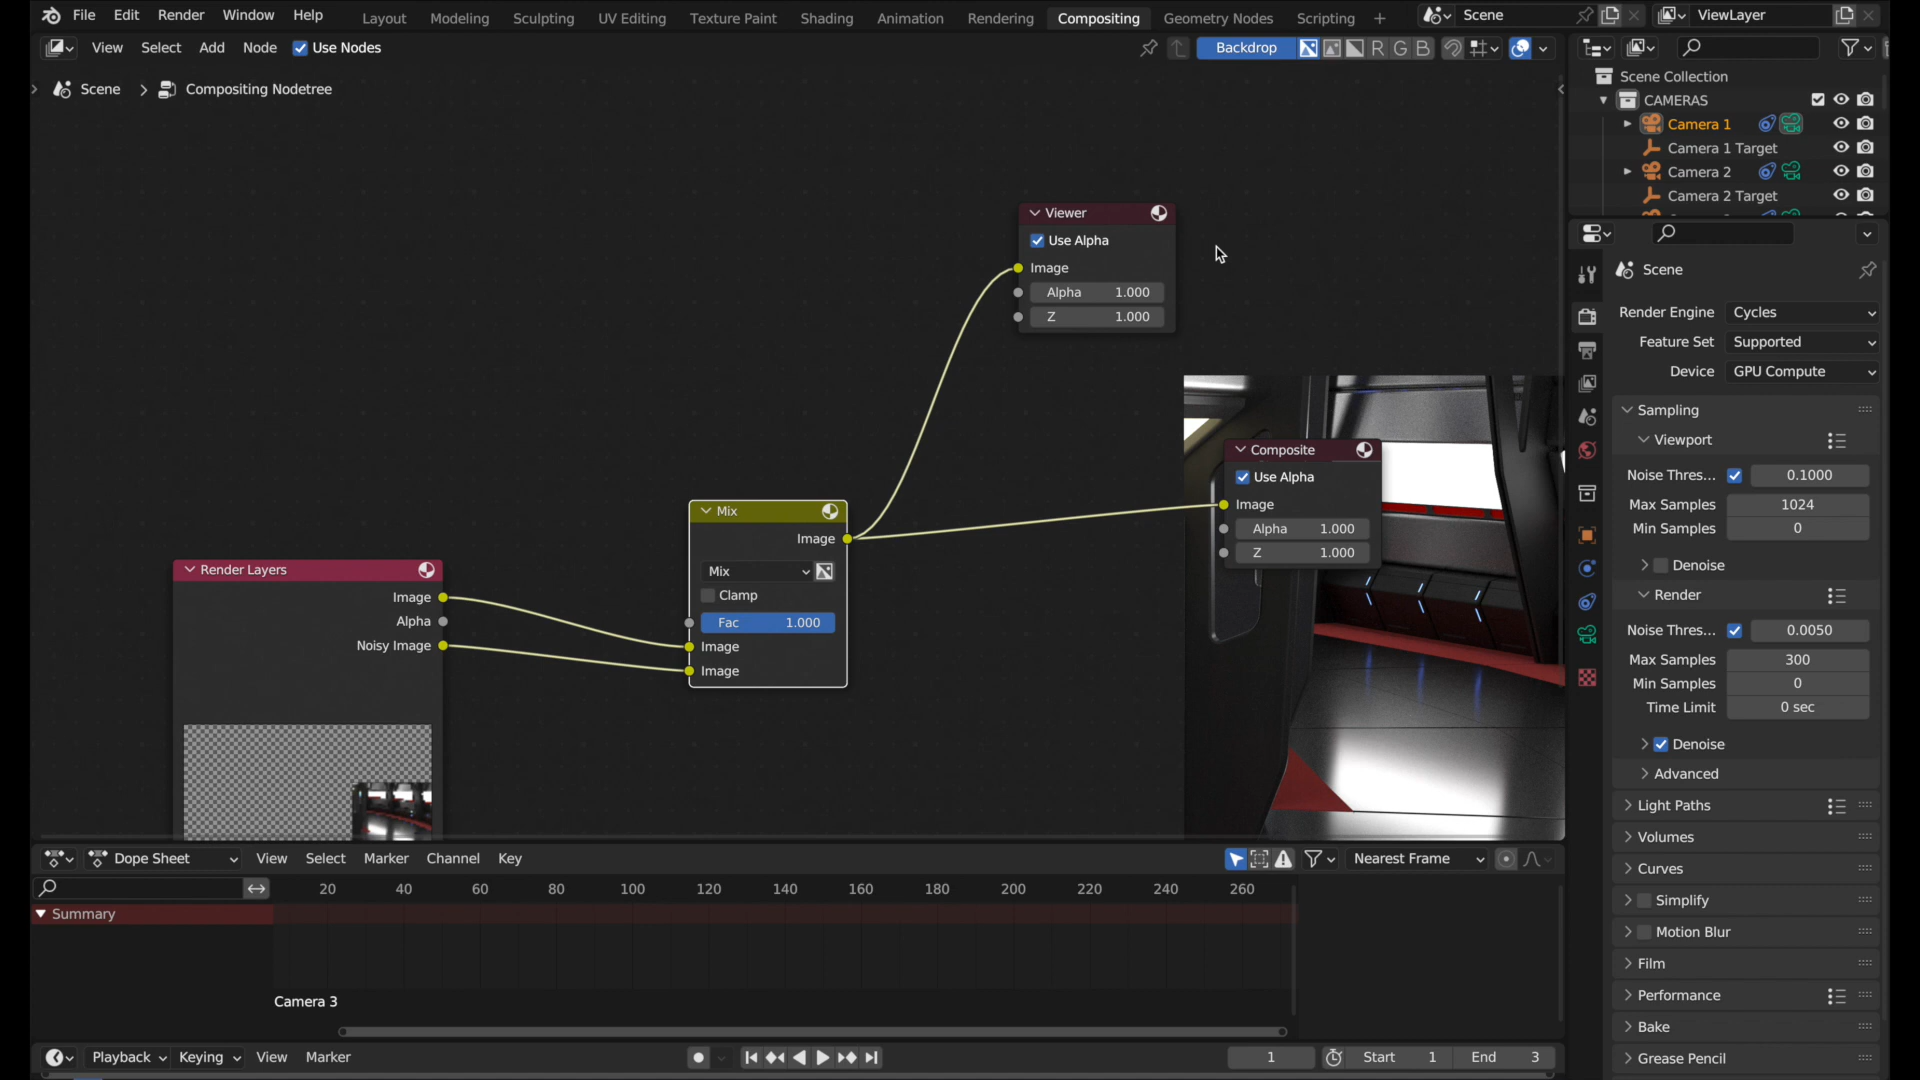 File Edit Render Window Help Layout Modeling Sculpting UV Editing Texture Paint Shading Animation Rendering Compositing Geometry Nodes Scripting + Scene ViewLayer
View Select Add Node Use Nodes Backdrop R G B
Scene > Compositing Nodetree
Scene Collection
CAMERAS
Camera 1
Camera 1 Target
Camera 2
Camera 2 Target
Viewer
Use Alpha
Image
Alpha 1.000
Z 1.000
Composite
Use Alpha
Image
Alpha 1.000
Z 1.000
Mix
Image
Mix
Clamp
Fac 1.000
Image
Image
Render Layers
Image
Alpha
Noisy Image
Scene
Render Engine Cycles
Feature Set Supported
Device GPU Compute
Sampling
Viewport
Noise Thres... 0.1000
Max Samples 1024
Min Samples 0
Denoise
Render
Noise Thres... 0.0050
Max Samples 300
Min Samples 0
Time Limit 0 sec
Denoise
Advanced
Light Paths
Volumes
Curves
Simplify
Motion Blur
Film
Performance
Bake
Grease Pencil
Dope Sheet View Select Marker Channel Key Nearest Frame
20 40 60 80 100 120 140 160 180 200 220 240 260
Summary
Camera 3
Playback Keying View Marker 1 Start 1 End 3